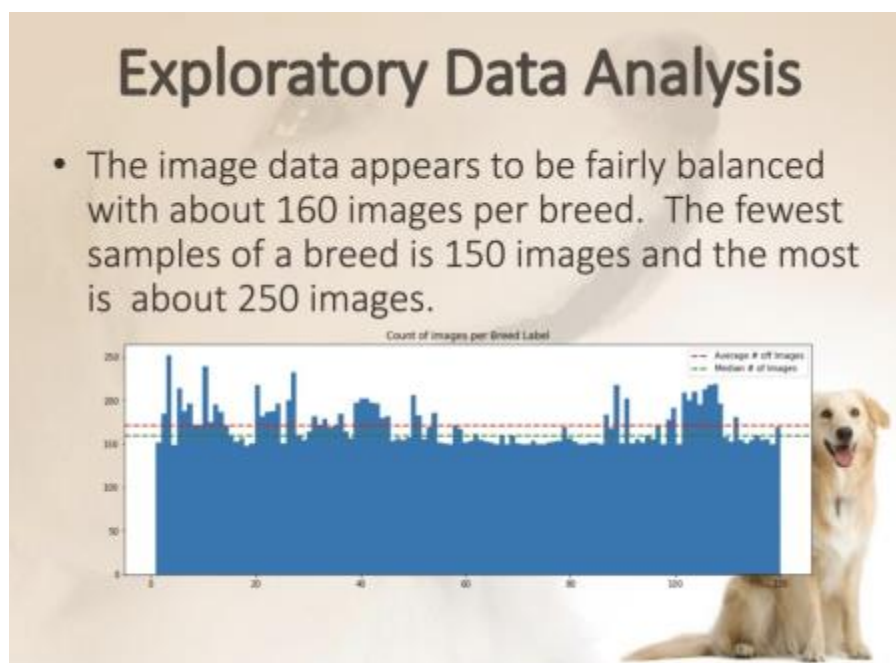 Exploratory Data Analysis
• The image data appears to be fairly balanced
with about 160 images per breed. The fewest
samples of a breed is 150 images and the most
is about 250 images.
Count of Images per Breed Label
Average # off Images
Median # of Images
250
200
150
100
50
0
0 20 40 60 80 100 120